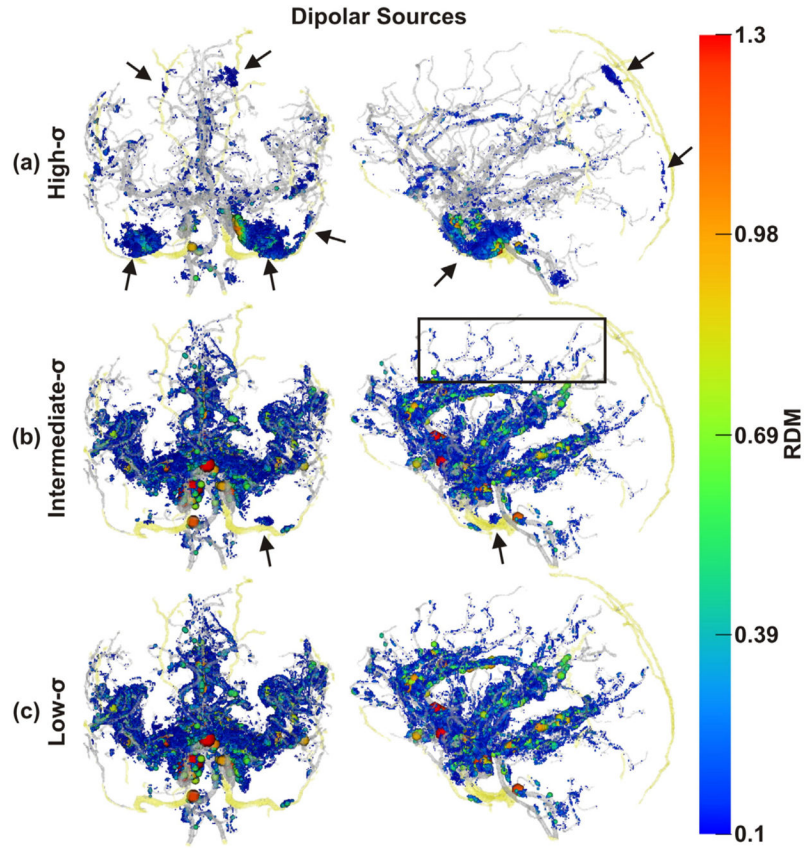 Dipolar Sources
(a)
High-σ
(b)
Intermediate-σ
(c)
Low-σ
1.3
0.98
0.69
0.39
0.1
RDM